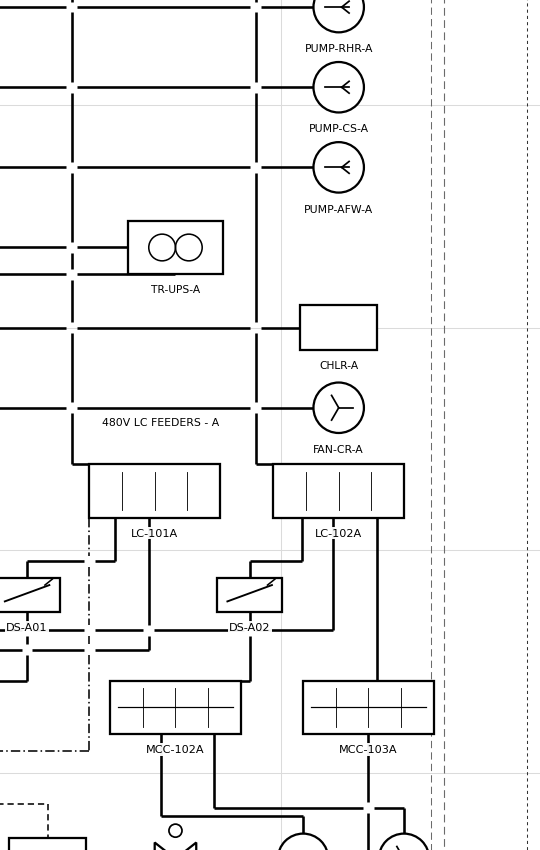 PUMP-RHR-A
PUMP-CS-A
PUMP-AFW-A
TR-UPS-A
CHLR-A
480V LC FEEDERS - A
FAN-CR-A
LC-101A
LC-102A
DS-A01
DS-A02
MCC-102A
MCC-103A